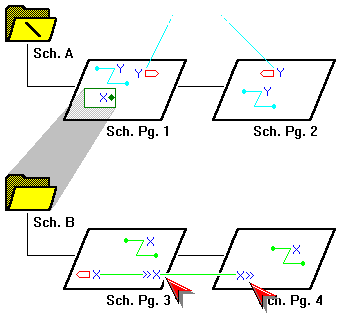 Sch. A
Y
Y
Y
Y
X
Sch. Pg. 1
Sch. Pg. 2
Sch. B
X
X
X
X
X
Sch. Pg. 3
Sch. Pg. 4